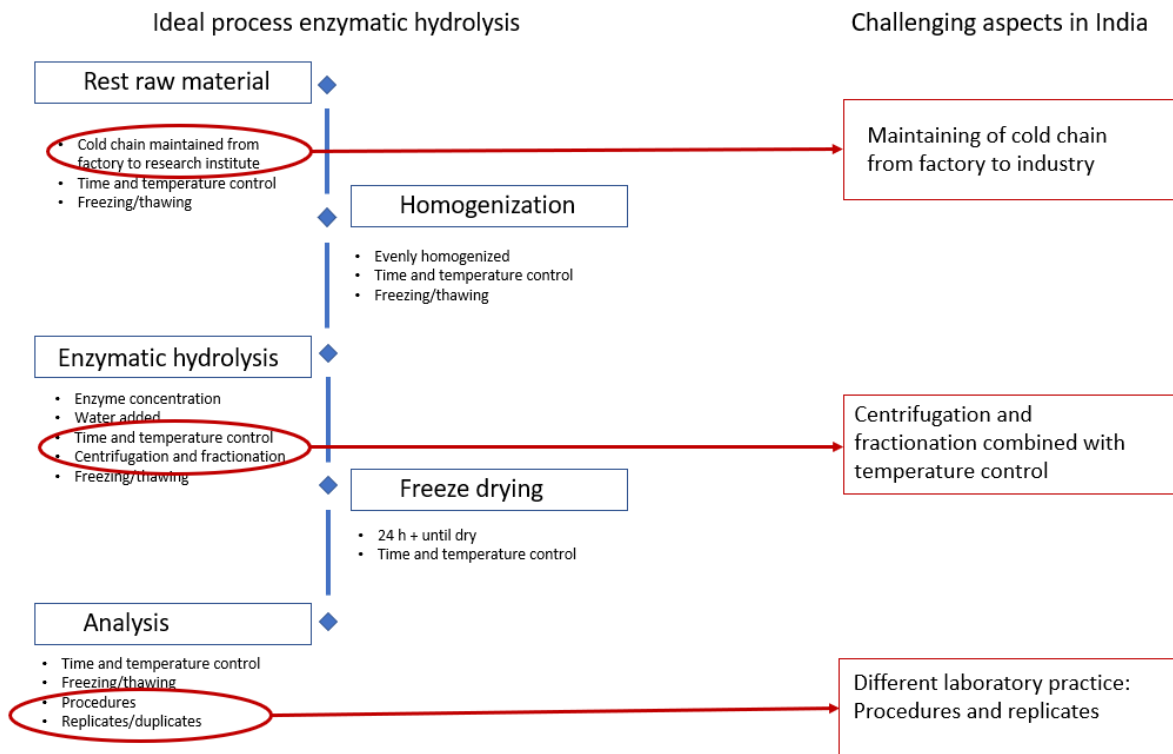 Ideal process enzymatic hydrolysis
Challenging aspects in India
Rest raw material
• Cold chain maintained from
factory to research institute
• Time and temperature control
• Freezing/thawing
Maintaining of cold chain
from factory to industry
Homogenization
• Evenly homogenized
• Time and temperature control
• Freezing/thawing
Enzymatic hydrolysis
• Enzyme concentration
• Water added
• Time and temperature control
• Centrifugation and fractionation
• Freezing/thawing
Centrifugation and
fractionation combined with
temperature control
Freeze drying
• 24 h + until dry
• Time and temperature control
Analysis
• Time and temperature control
• Freezing/thawing
• Procedures
• Replicates/duplicates
Different laboratory practice:
Procedures and replicates